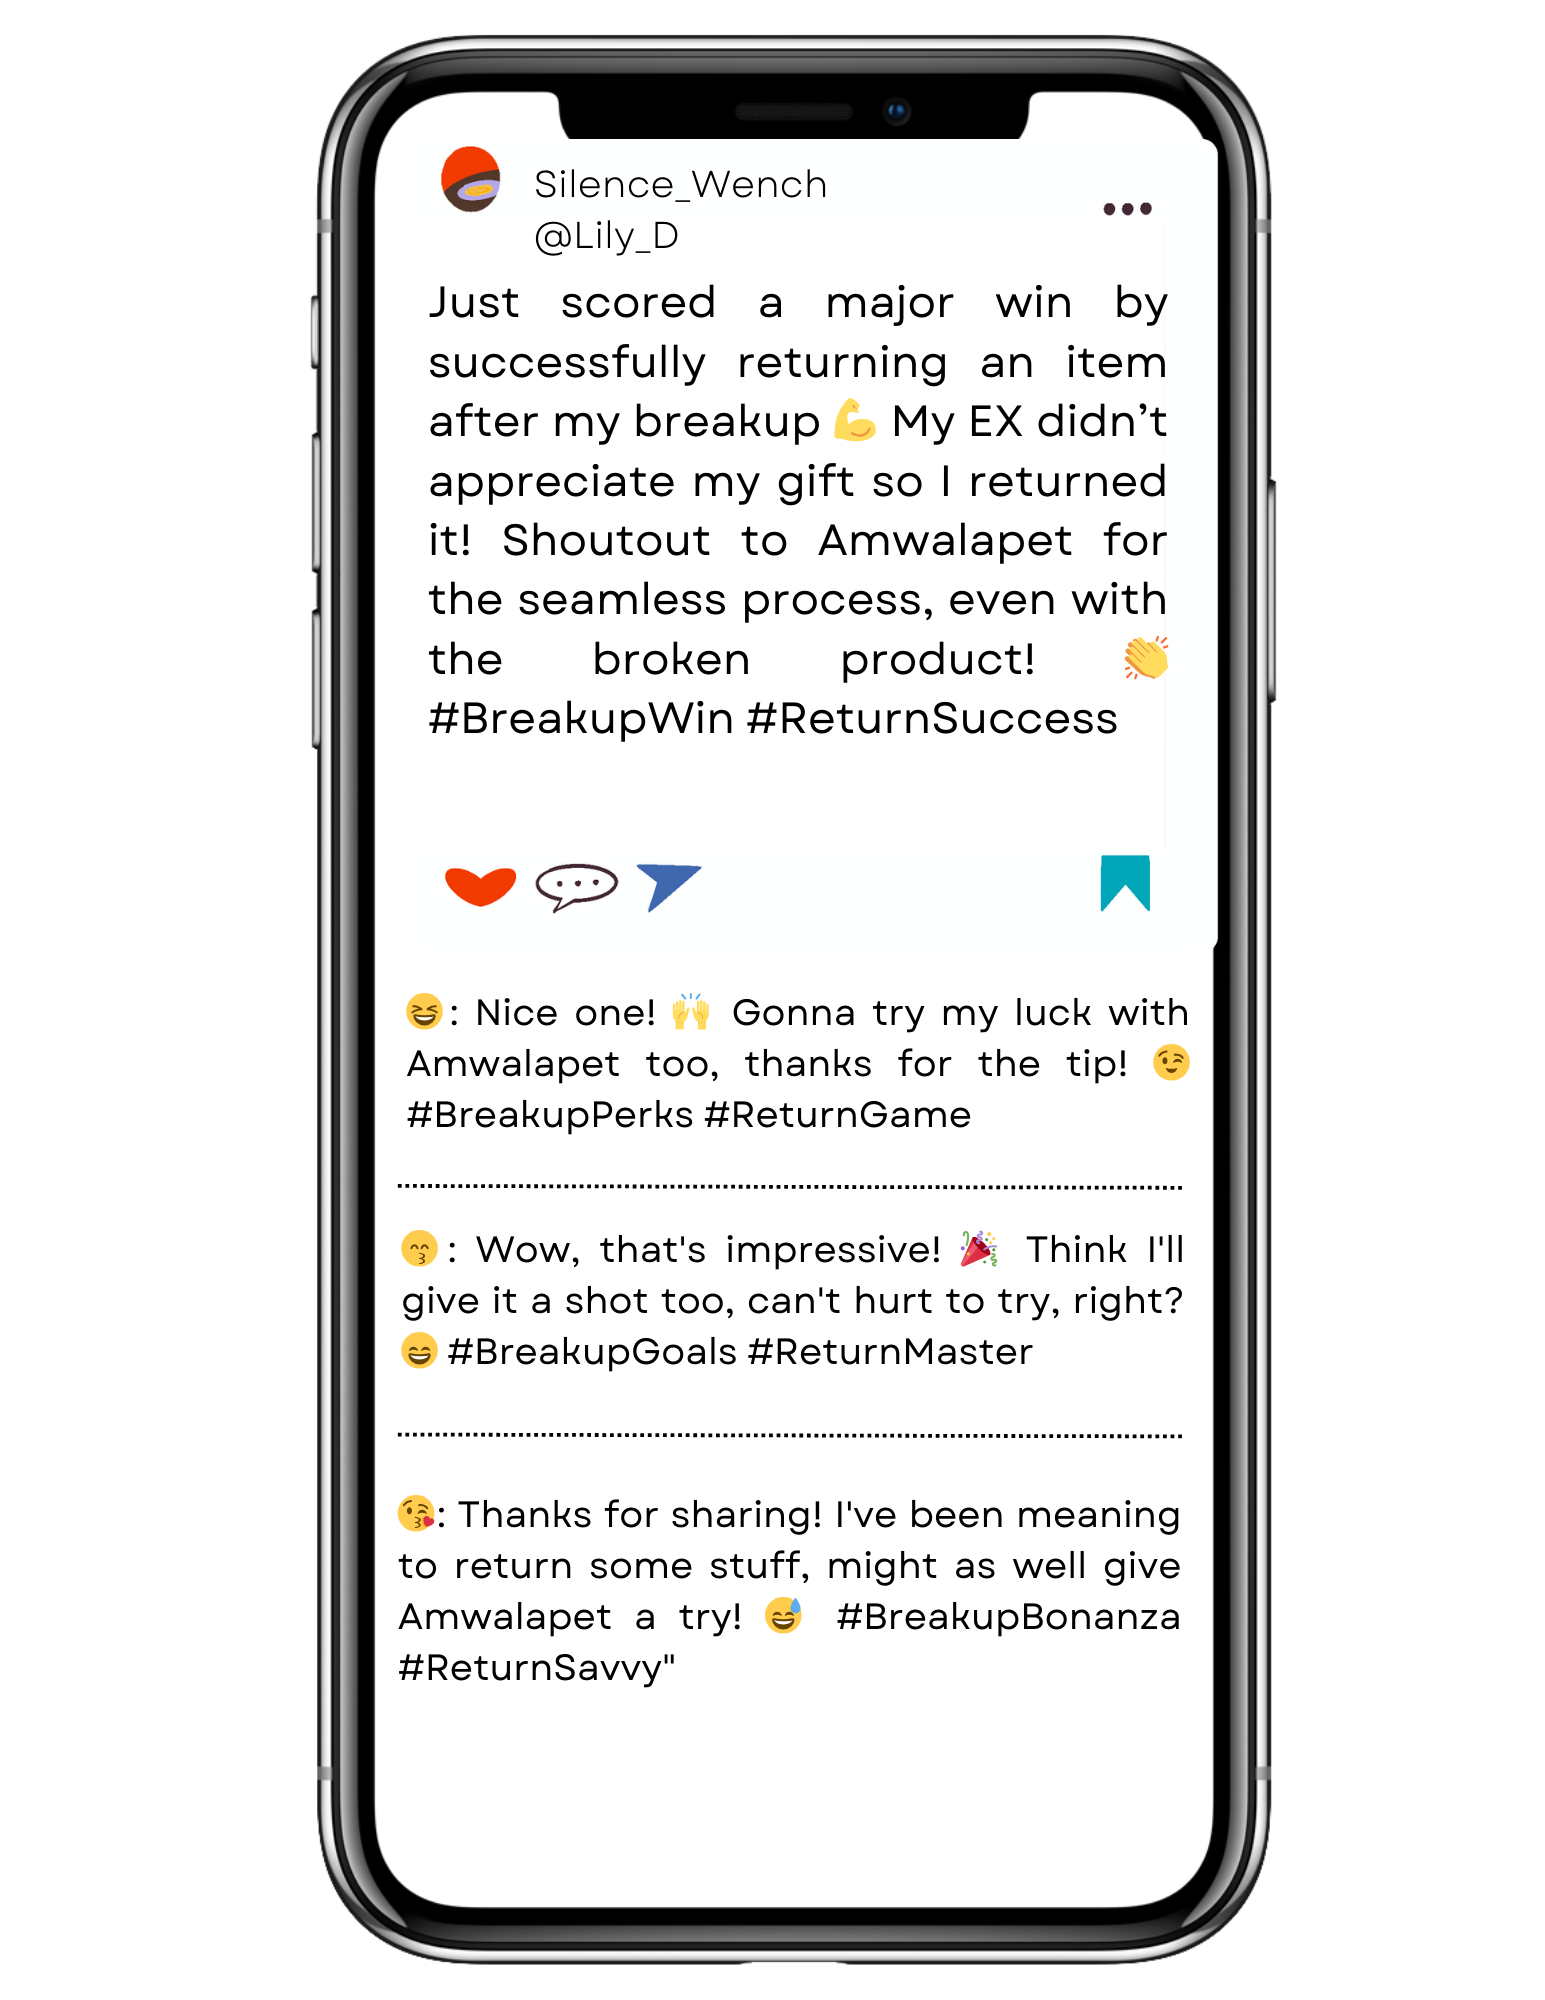 Silence_Wench
@Lily_D
Just scored a major win by
successfully returning an item
after my breakup 💪 My EX didn’t
appreciate my gift so I returned
it! Shoutout to Amwalapet for
the seamless process, even with
the broken product! 👏
#BreakupWin #ReturnSuccess
😆: Nice one! 🙌 Gonna try my luck with
Amwalapet too, thanks for the tip! 😉
#BreakupPerks #ReturnGame
😙: Wow, that's impressive! 🎉 Think I'll
give it a shot too, can't hurt to try, right?
😄 #BreakupGoals #ReturnMaster
😘: Thanks for sharing! I've been meaning
to return some stuff, might as well give
Amwalapet a try! 😅 #BreakupBonanza
#ReturnSavvy"